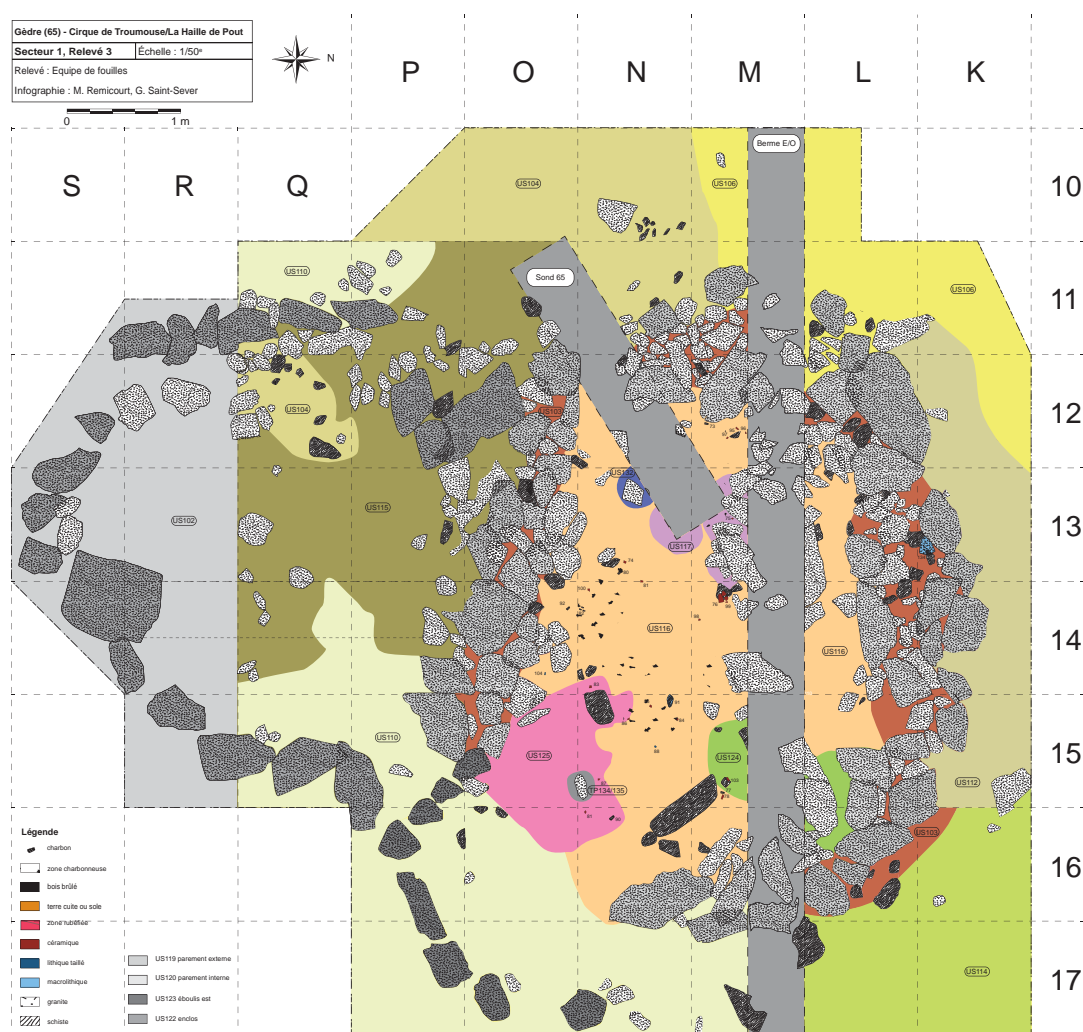 Gèdre (65) - Cirque de Troumouse/La Haille de Pout
Secteur 1, Relevé 3
Échelle : 1/50e
Relevé : Equipe de fouilles
Infographie : M. Remicourt, G. Saint-Sever
N
0 1 m
P O N M L K
S R Q
10
11
12
13
14
15
16
17
Berme E/O
US104
US106
Sond 65
US110
US106
US104
US103
US115
US102
US117
US116
US116
US110
US125
US124
TP134/135
US112
US103
US114
Légende
charbon
zone charbonneuse
bois brûlé
terre cuite ou sole
zone rubéfiée
céramique
lithique taillé
macrolithique
granite
schiste
US119 parement externe
US120 parement interne
US123 éboulis est
US122 enclos